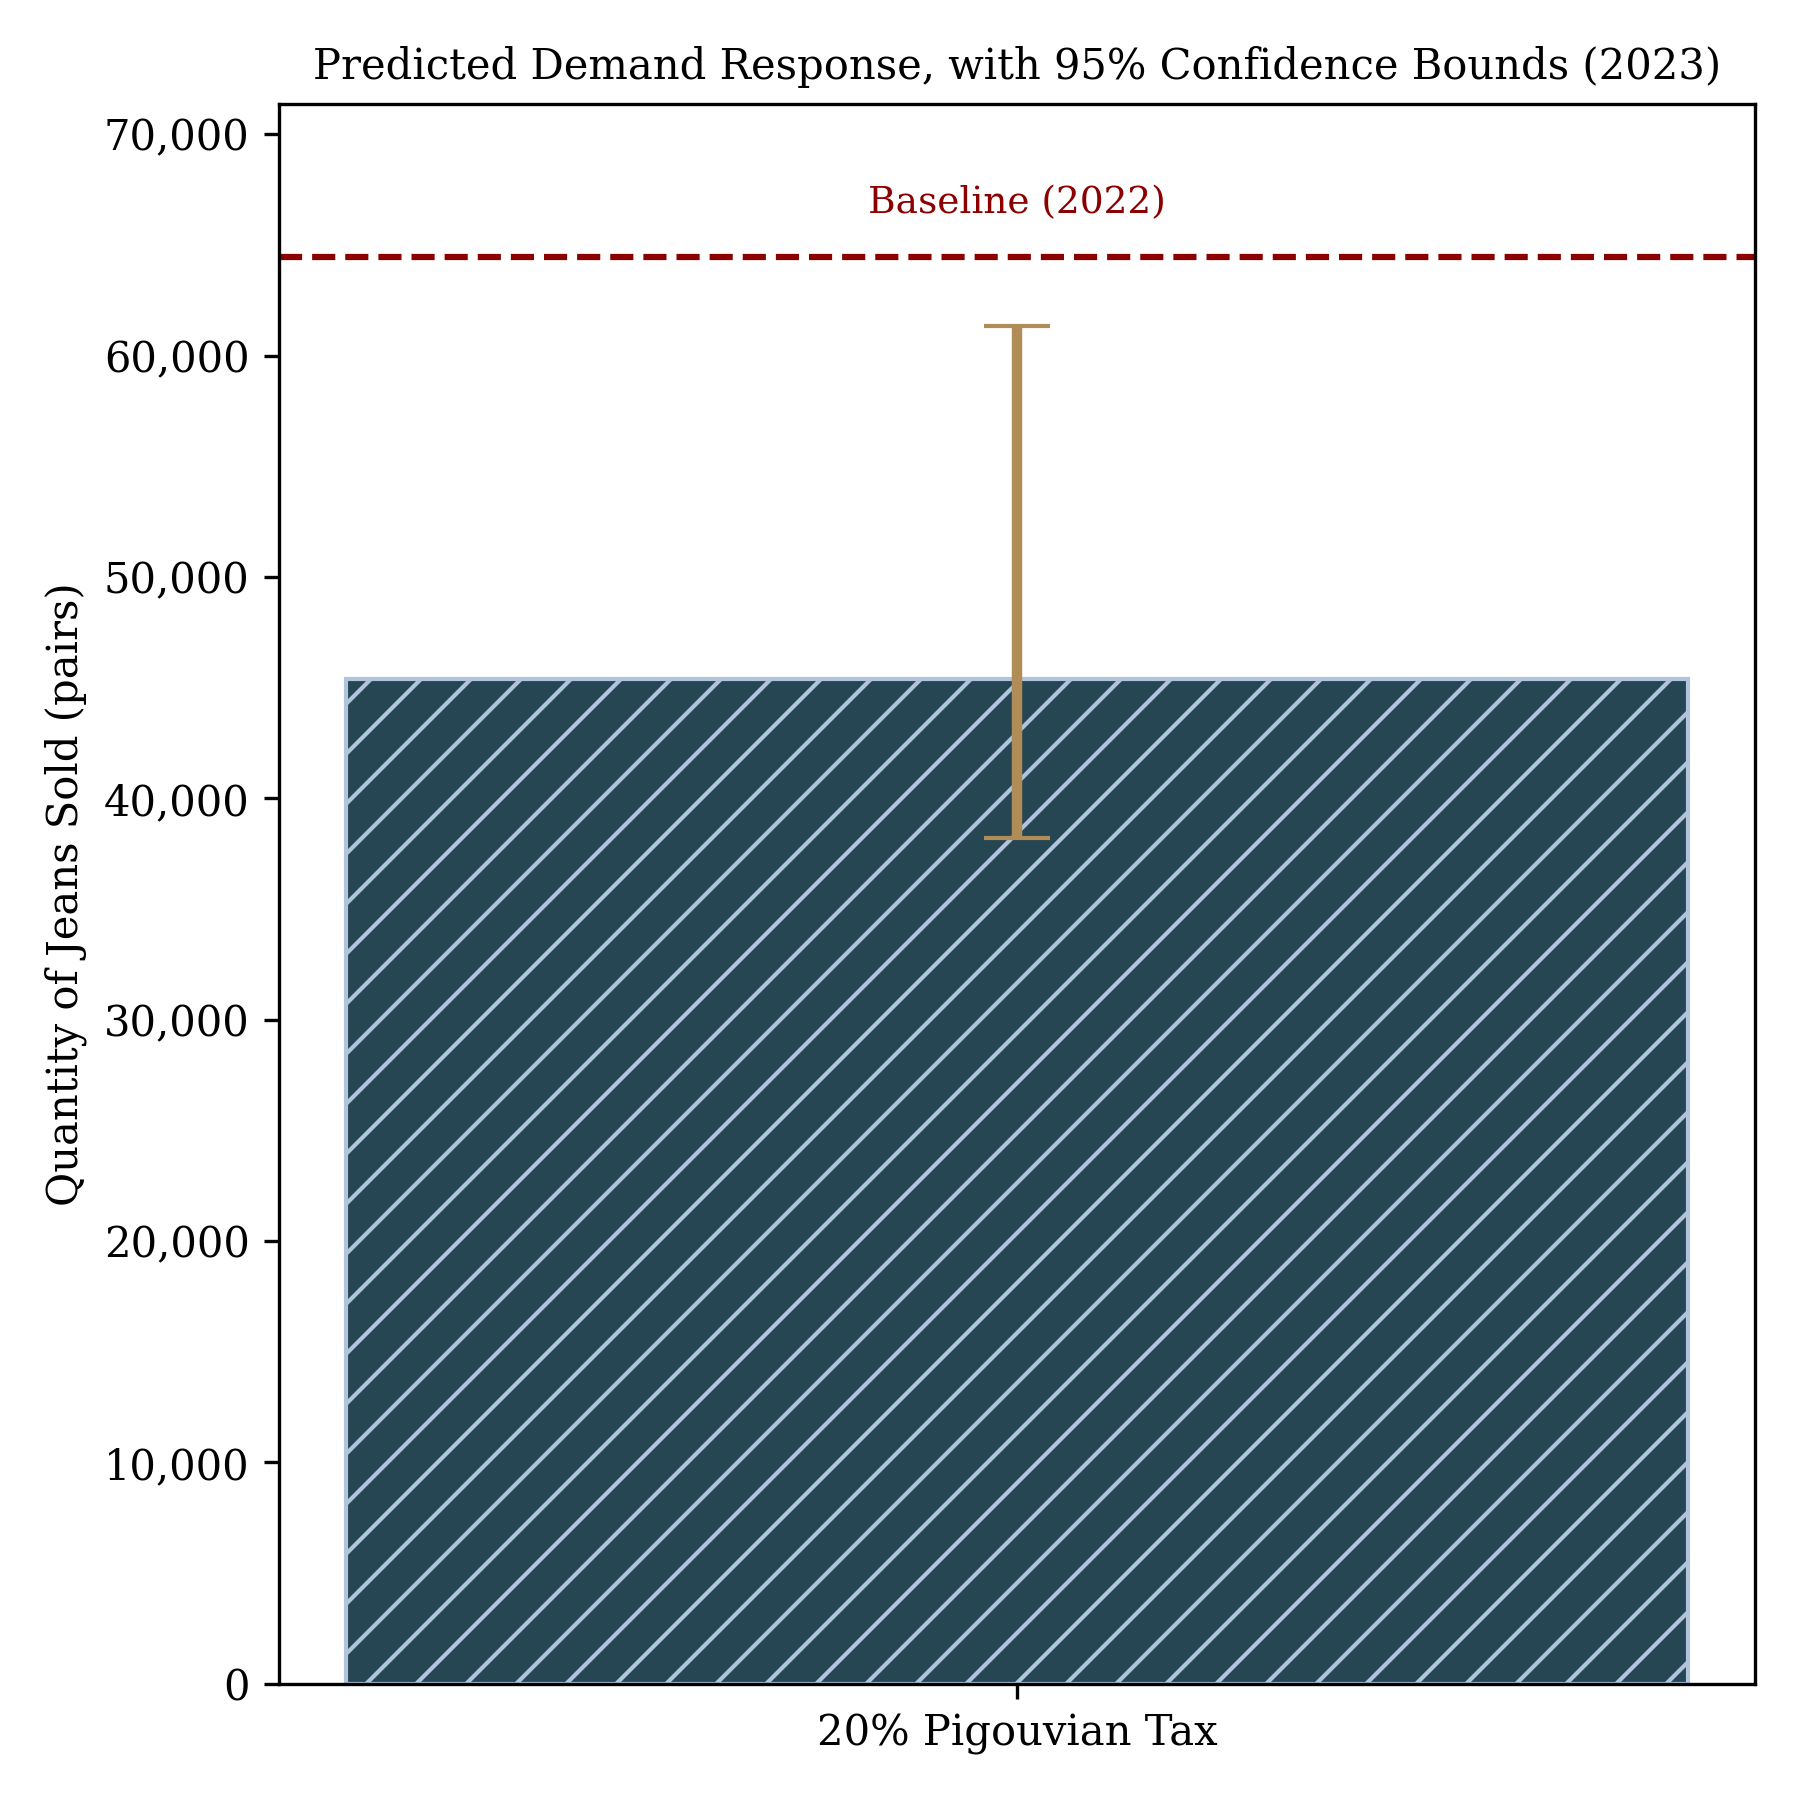 Predicted Demand Response, with 95% Confidence Bounds (2023)
70,000
Baseline (2022)
60,000
50,000
40,000
30,000
20,000
10,000
0
Quantity of Jeans Sold (pairs)
20% Pigouvian Tax